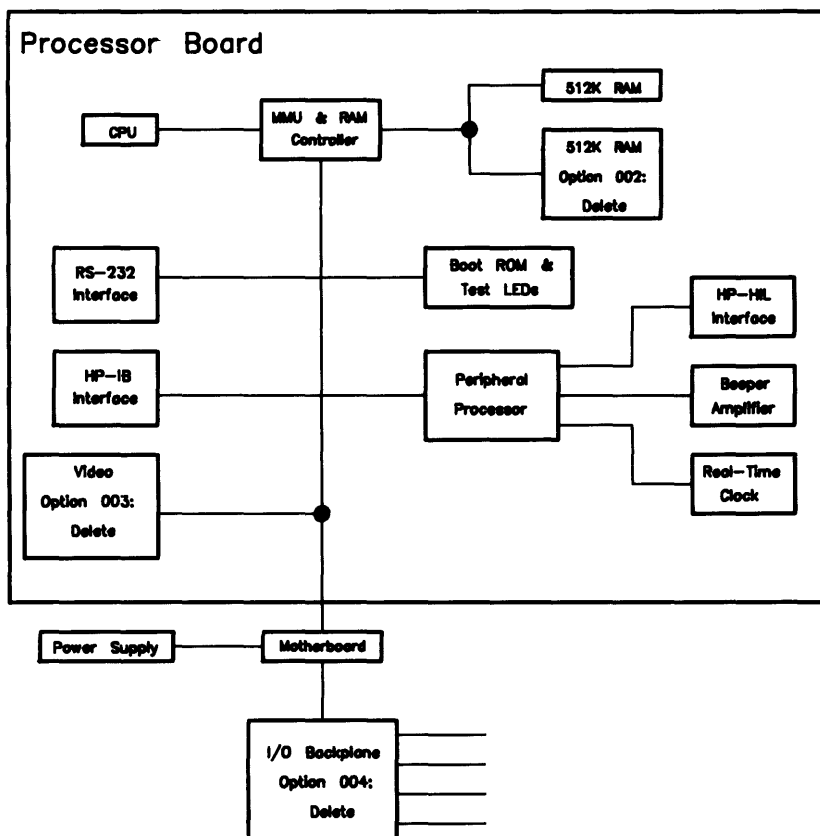 Processor Board
512K RAM
CPU
MMU & RAM
Controller
512K RAM
Option 002:
Delete
RS-232
Interface
Boot ROM &
Test LEDs
HP-HIL
Interface
HP-IB
Interface
Peripheral
Processor
Beeper
Amplifier
Video
Option 003:
Delete
Real-Time
Clock
Power Supply
Motherboard
I/O Backplane
Option 004:
Delete